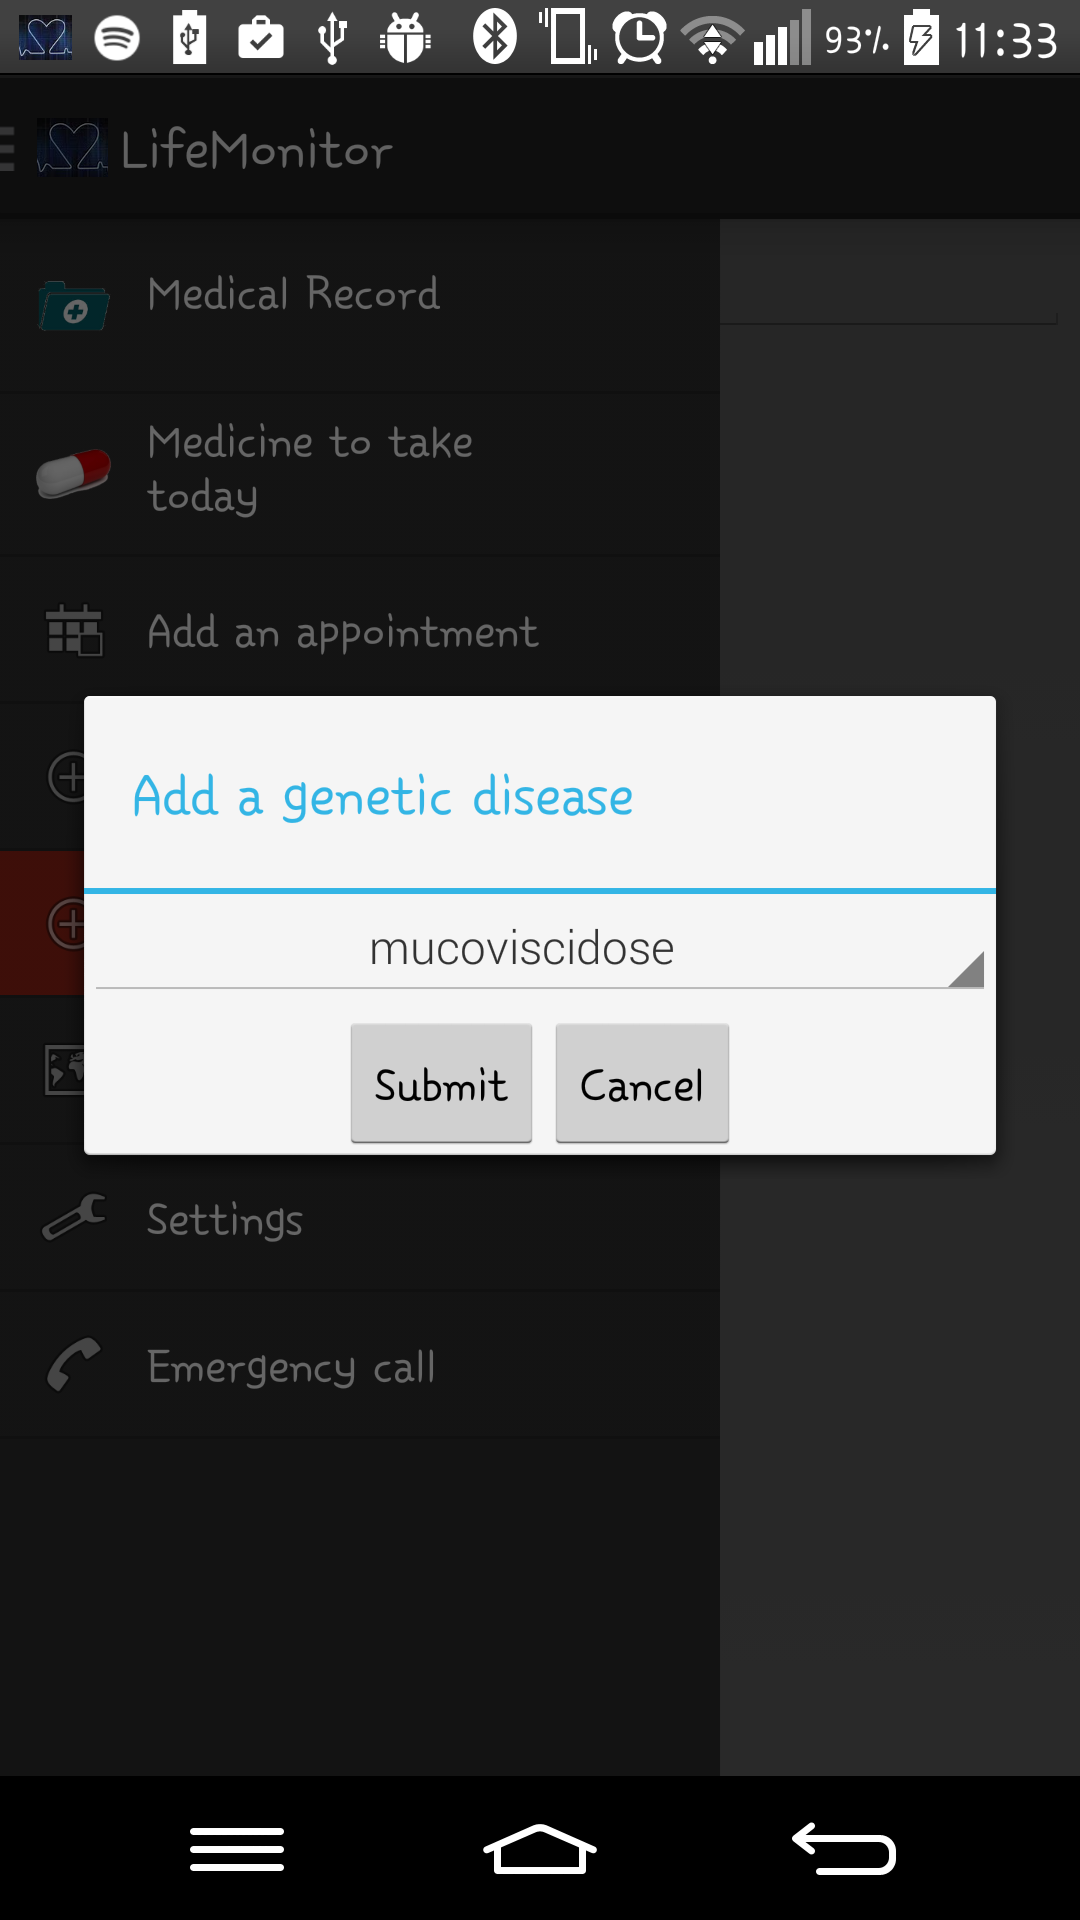 93% 11:33
LifeMonitor
Medical Record
Medicine to take
today
Add an appointment
Add a genetic disease
mucoviscidose
Submit Cancel
Settings
Emergency call